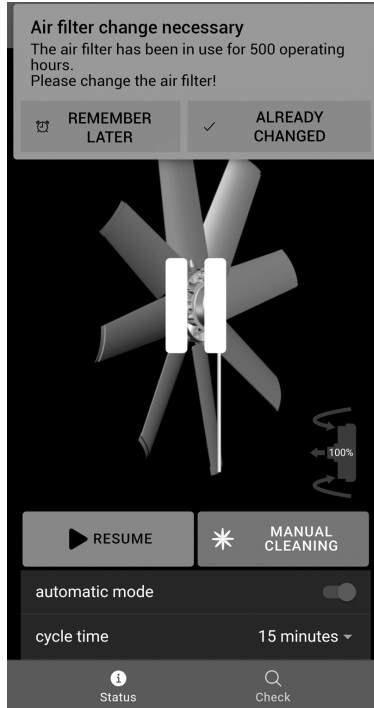 Air filter change necessary
The air filter has been in use for 500 operating
hours.
Please change the air filter!
REMEMBER
LATER
ALREADY
CHANGED
100%
RESUME
MANUAL
CLEANING
automatic mode
cycle time
15 minutes
Status
Check